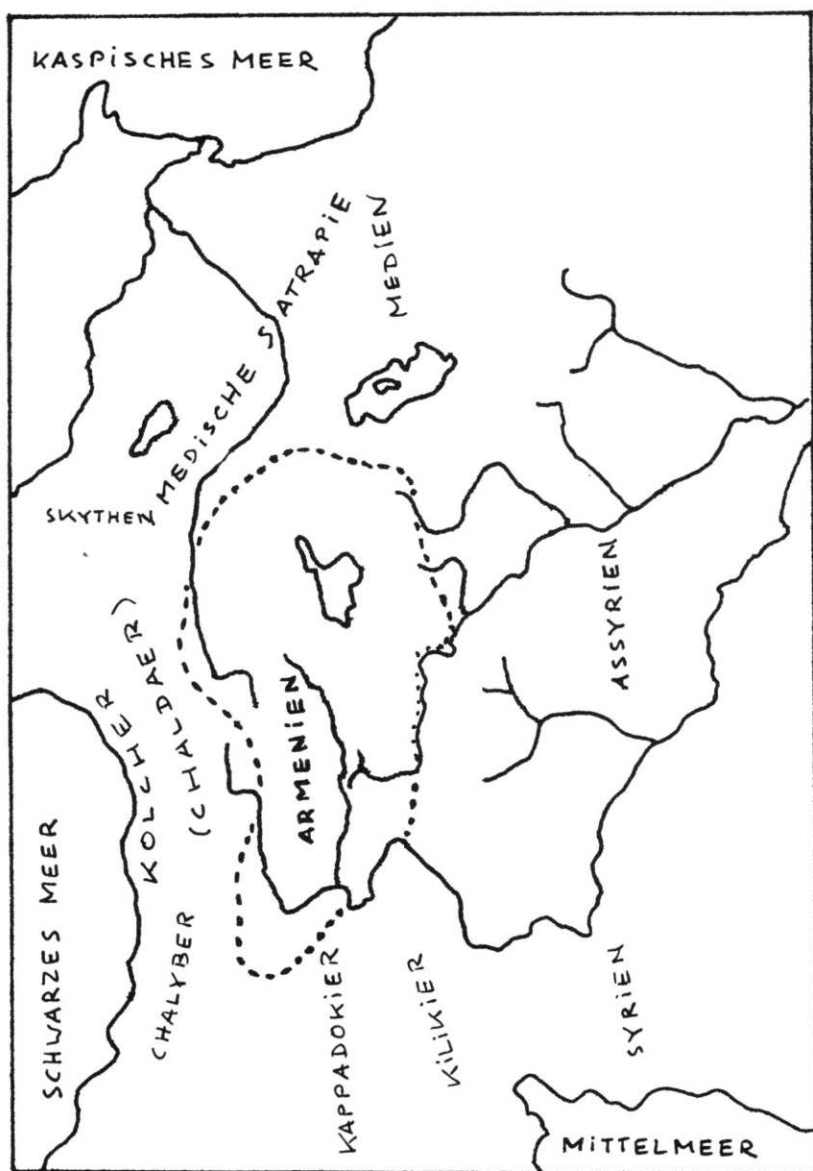 KASPISCHES MEER
MEDISCHE SATRAPIE
MEDIEN
SKYTHEN
ASSYRIEN
KOLCHER
(CHALDAER)
ARMENIEN
SCHWARZES MEER
CHALYBER
KAPPADOKIER
KILIKIER
SYRIEN
MITTELMEER